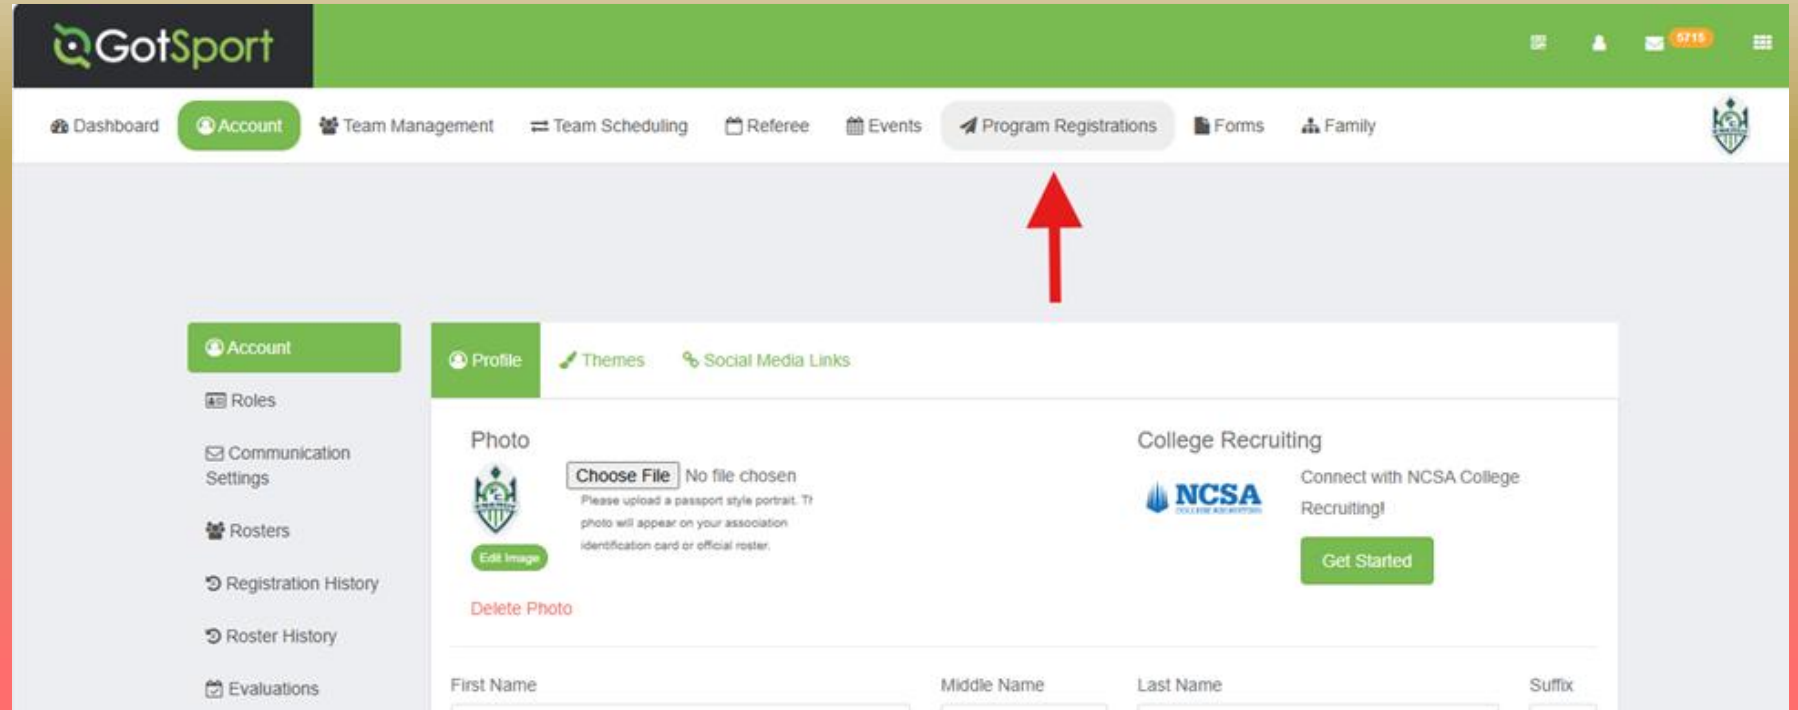 GotSport
5715
Dashboard Account Team Management Team Scheduling Referee Events Program Registrations Forms Family
Account
Profile Themes Social Media Links
Roles
Communication
Settings
Rosters
Registration History
Roster History
Evaluations
Photo
Choose File No file chosen
Please upload a passport style portrait. Th
photo will appear on your association
identification card or official roster.
Edit Image
Delete Photo
College Recruiting
NCSA
COLLEGE RECRUITING
Connect with NCSA College
Recruiting!
Get Started
First Name Middle Name Last Name Suffix